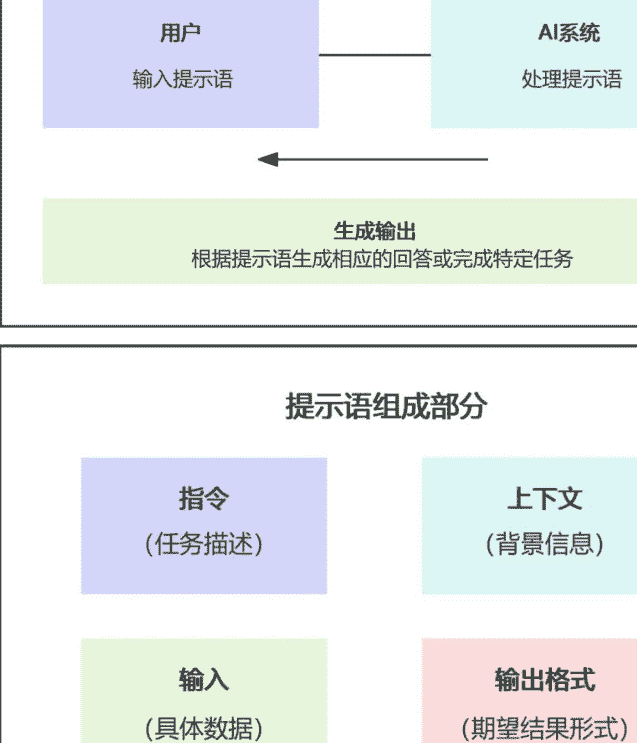 用户
AI系统
输入提示语
处理提示语
生成输出
根据提示语生成相应的回答或完成特定任务
提示语组成部分
指令
上下文
（任务描述）
（背景信息）
输入
输出格式
（具体数据）
（期望结果形式）